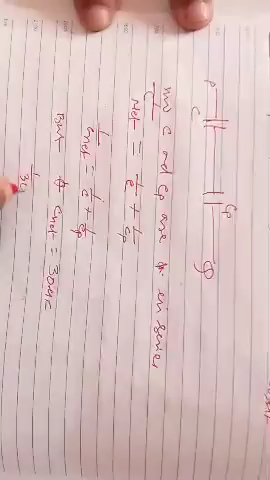 P C Cp Q
now C and Cp are in series
1/Cnet = 1/C + 1/Cp
1/Cnet = 1/C + 1/Cp
But Cnet = 30
1/30